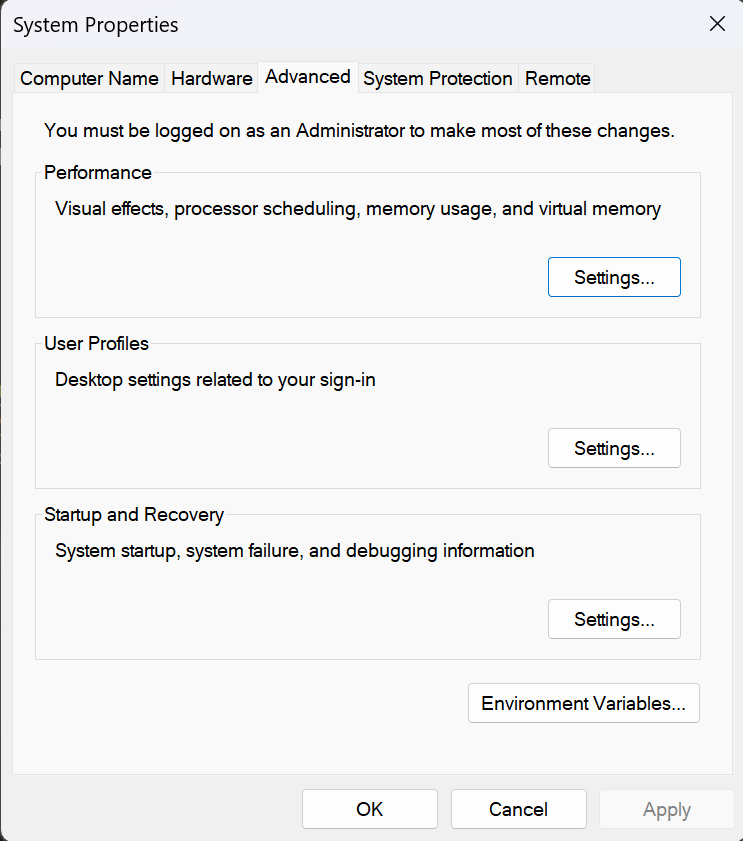 System Properties
Computer Name
Hardware
Advanced
System Protection
Remote
You must be logged on as an Administrator to make most of these changes.
Performance
Visual effects, processor scheduling, memory usage, and virtual memory
Settings...
User Profiles
Desktop settings related to your sign-in
Settings...
Startup and Recovery
System startup, system failure, and debugging information
Settings...
Environment Variables...
OK
Cancel
Apply